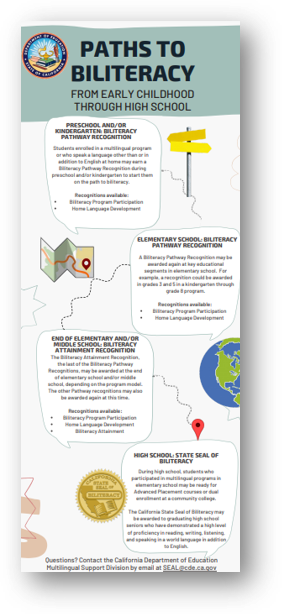 PATHS TO
BILITERACY
FROM EARLY CHILDHOOD
THROUGH HIGH SCHOOL
PRESCHOOL AND/OR
KINDERGARTEN: BILITERACY
PATHWAY RECOGNITION
Students enrolled in a multilingual program
or who speak a language other than or in
addition to English at home may earn a
Biliteracy Pathway Recognition during
preschool and/or kindergarten to start them
on the path to biliteracy.
Recognitions available:
• Biliteracy Program Participation
• Home Language Development
ELEMENTARY SCHOOL: BILITERACY
PATHWAY RECOGNITION
A Biliteracy Pathway Recognition may be
awarded again at key educational
segments in elementary school. For
example, a recognition could be awarded
in grades 3 and 5 in a kindergarten through
grade 6 program.
Recognitions available:
• Biliteracy Program Participation
• Home Language Development
END OF ELEMENTARY AND/OR
MIDDLE SCHOOL: BILITERACY
ATTAINMENT RECOGNITION
The Biliteracy Attainment Recognition,
the last of the Biliteracy Pathway
Recognitions, may be awarded at the end
of elementary school and/or middle
school, depending on the program model.
The other Pathway recognitions may also
be awarded again at this time.
Recognitions available:
• Biliteracy Program Participation
• Home Language Development
• Biliteracy Attainment
HIGH SCHOOL: STATE SEAL OF
BILITERACY
During high school, students who
participated in multilingual programs in
elementary school may be ready for
Advanced Placement courses or dual
enrollment at a community college.
The California State Seal of Biliteracy may
be awarded to graduating high school
seniors who have demonstrated a high level
of proficiency in reading, writing, listening,
and speaking in a world language in addition
to English.
STATE
SEAL OF
BILITERACY
Questions? Contact the California Department of Education
Multilingual Support Division by email at SEAL@cde.ca.gov